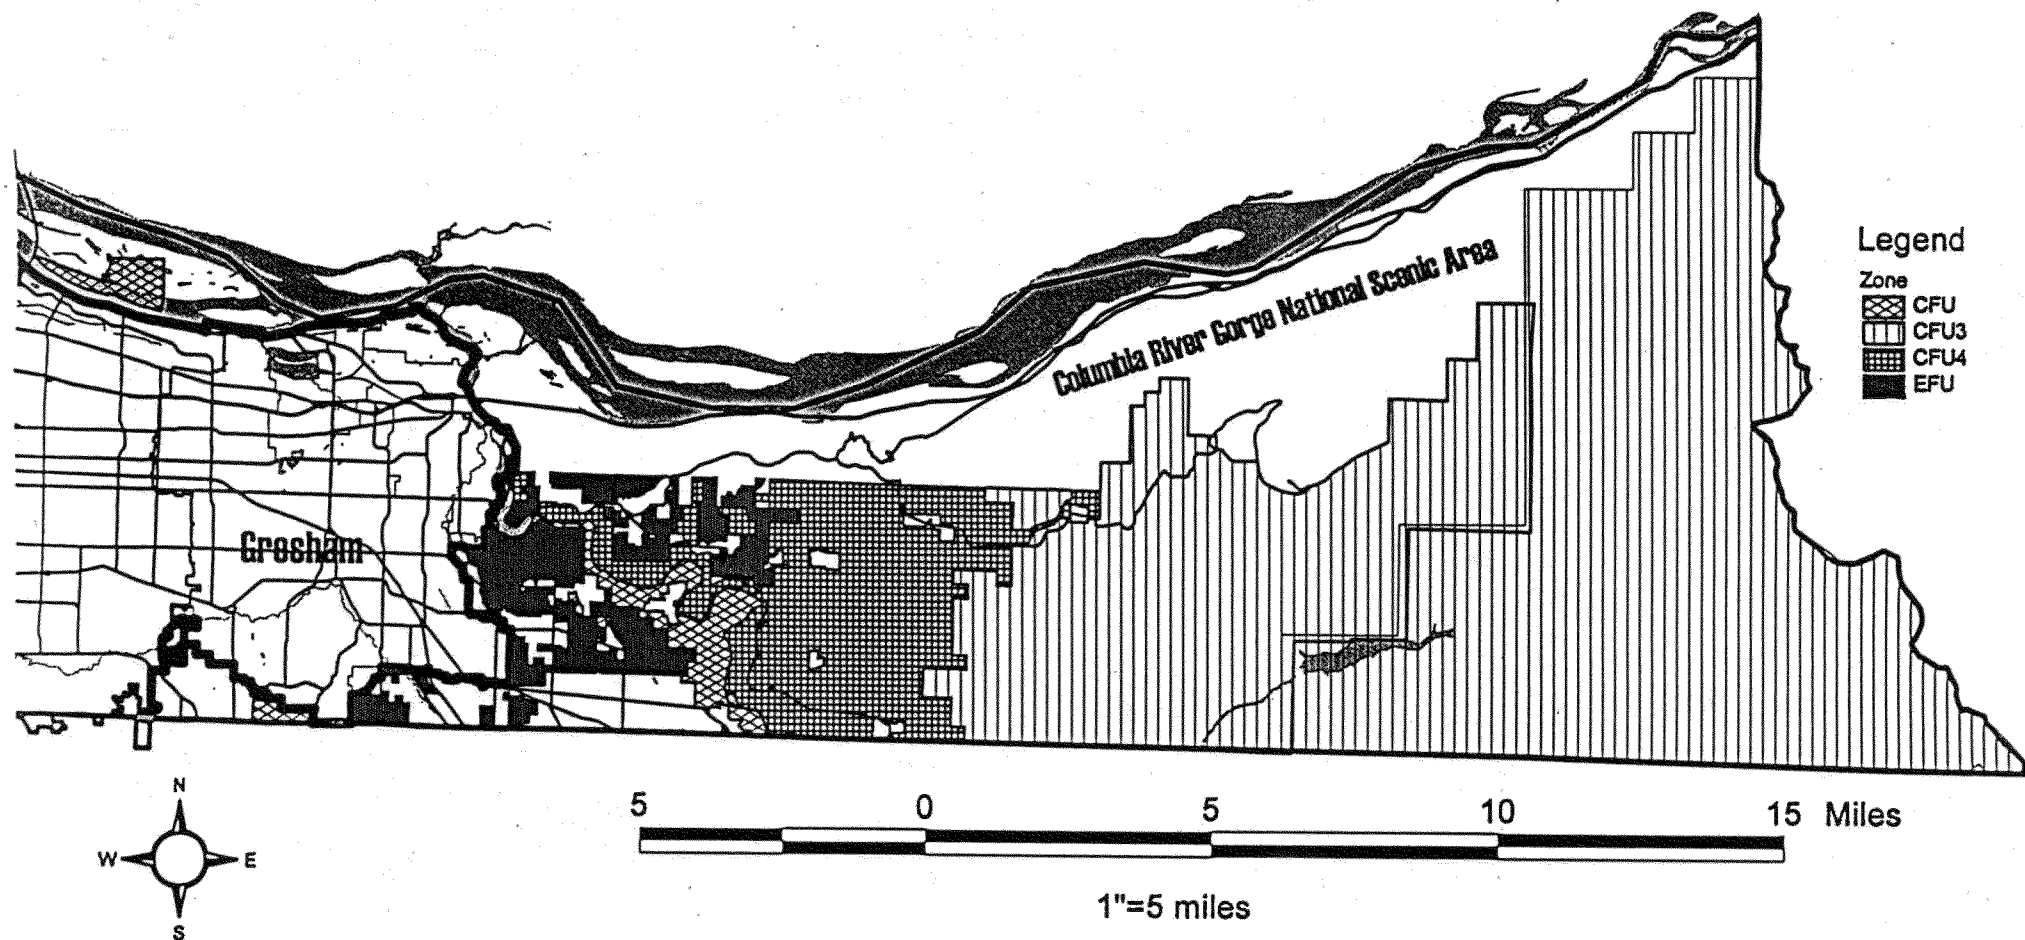 Columbia River Gorge National Scenic Area
Legend
Zone
CFU
CFU3
CFU4
EFU
Gresham
N
W E
S
5 0 5 10 15 Miles
1"=5 miles